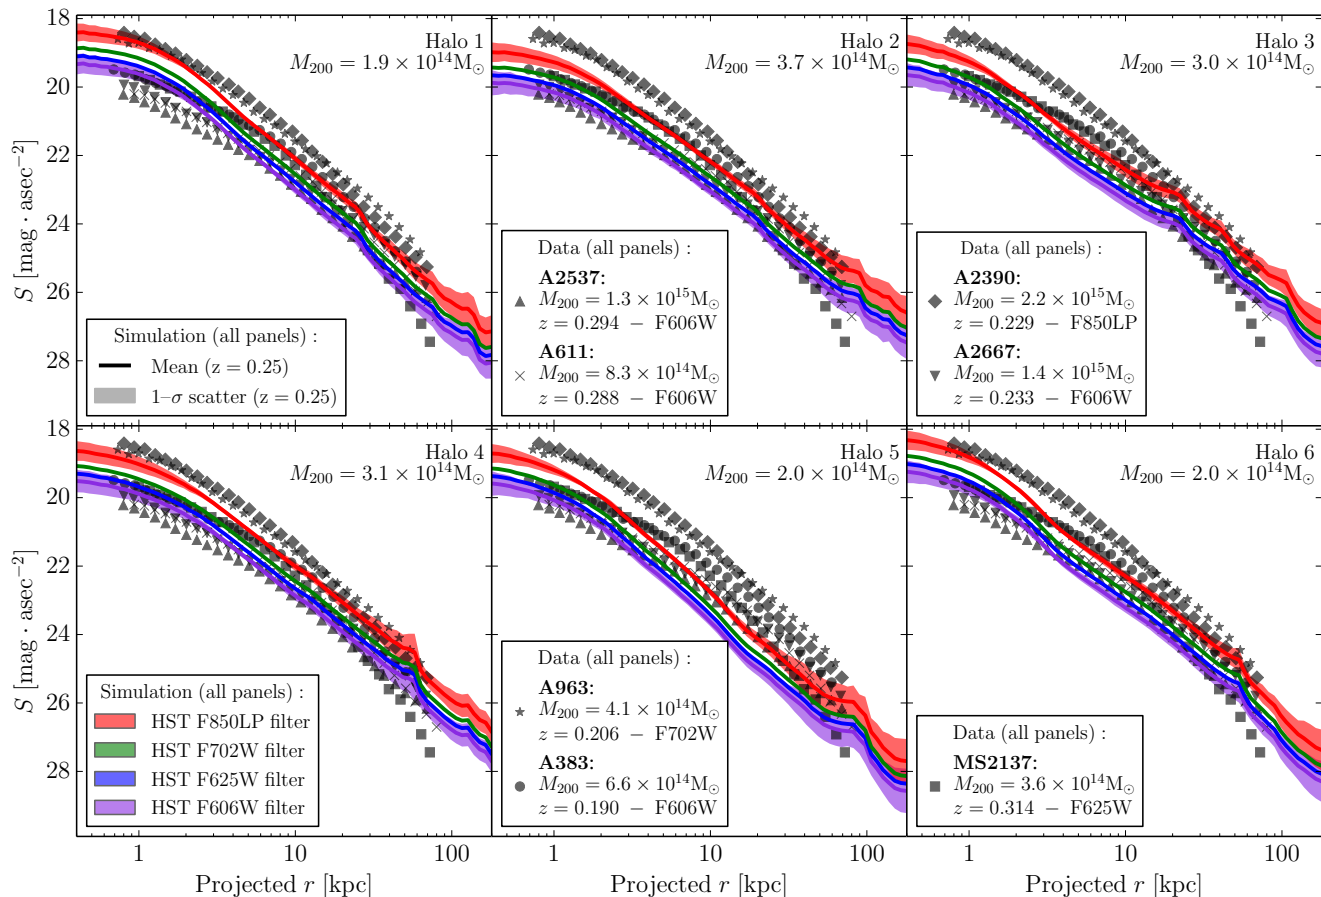 18
20
22
24
26
28
S [mag · asec⁻²]
Halo 1
M₂₀₀ = 1.9 × 10¹⁴M☉
Simulation (all panels) :
Mean (z = 0.25)
1–σ scatter (z = 0.25)
Halo 2
M₂₀₀ = 3.7 × 10¹⁴M☉
Data (all panels) :
A2537:
M₂₀₀ = 1.3 × 10¹⁵M☉
z = 0.294 − F606W
A611:
M₂₀₀ = 8.3 × 10¹⁴M☉
z = 0.288 − F606W
Halo 3
M₂₀₀ = 3.0 × 10¹⁴M☉
Data (all panels) :
A2390:
M₂₀₀ = 2.2 × 10¹⁵M☉
z = 0.229 − F850LP
A2667:
M₂₀₀ = 1.4 × 10¹⁵M☉
z = 0.233 − F606W
18
20
22
24
26
28
S [mag · asec⁻²]
Halo 4
M₂₀₀ = 3.1 × 10¹⁴M☉
Simulation (all panels) :
HST F850LP filter
HST F702W filter
HST F625W filter
HST F606W filter
Halo 5
M₂₀₀ = 2.0 × 10¹⁴M☉
Data (all panels) :
A963:
M₂₀₀ = 4.1 × 10¹⁴M☉
z = 0.206 − F702W
A383:
M₂₀₀ = 6.6 × 10¹⁴M☉
z = 0.190 − F606W
Halo 6
M₂₀₀ = 2.0 × 10¹⁴M☉
Data (all panels) :
MS2137:
M₂₀₀ = 3.6 × 10¹⁴M☉
z = 0.314 − F625W
1 10 100
1 10 100
1 10 100
Projected r [kpc]
Projected r [kpc]
Projected r [kpc]